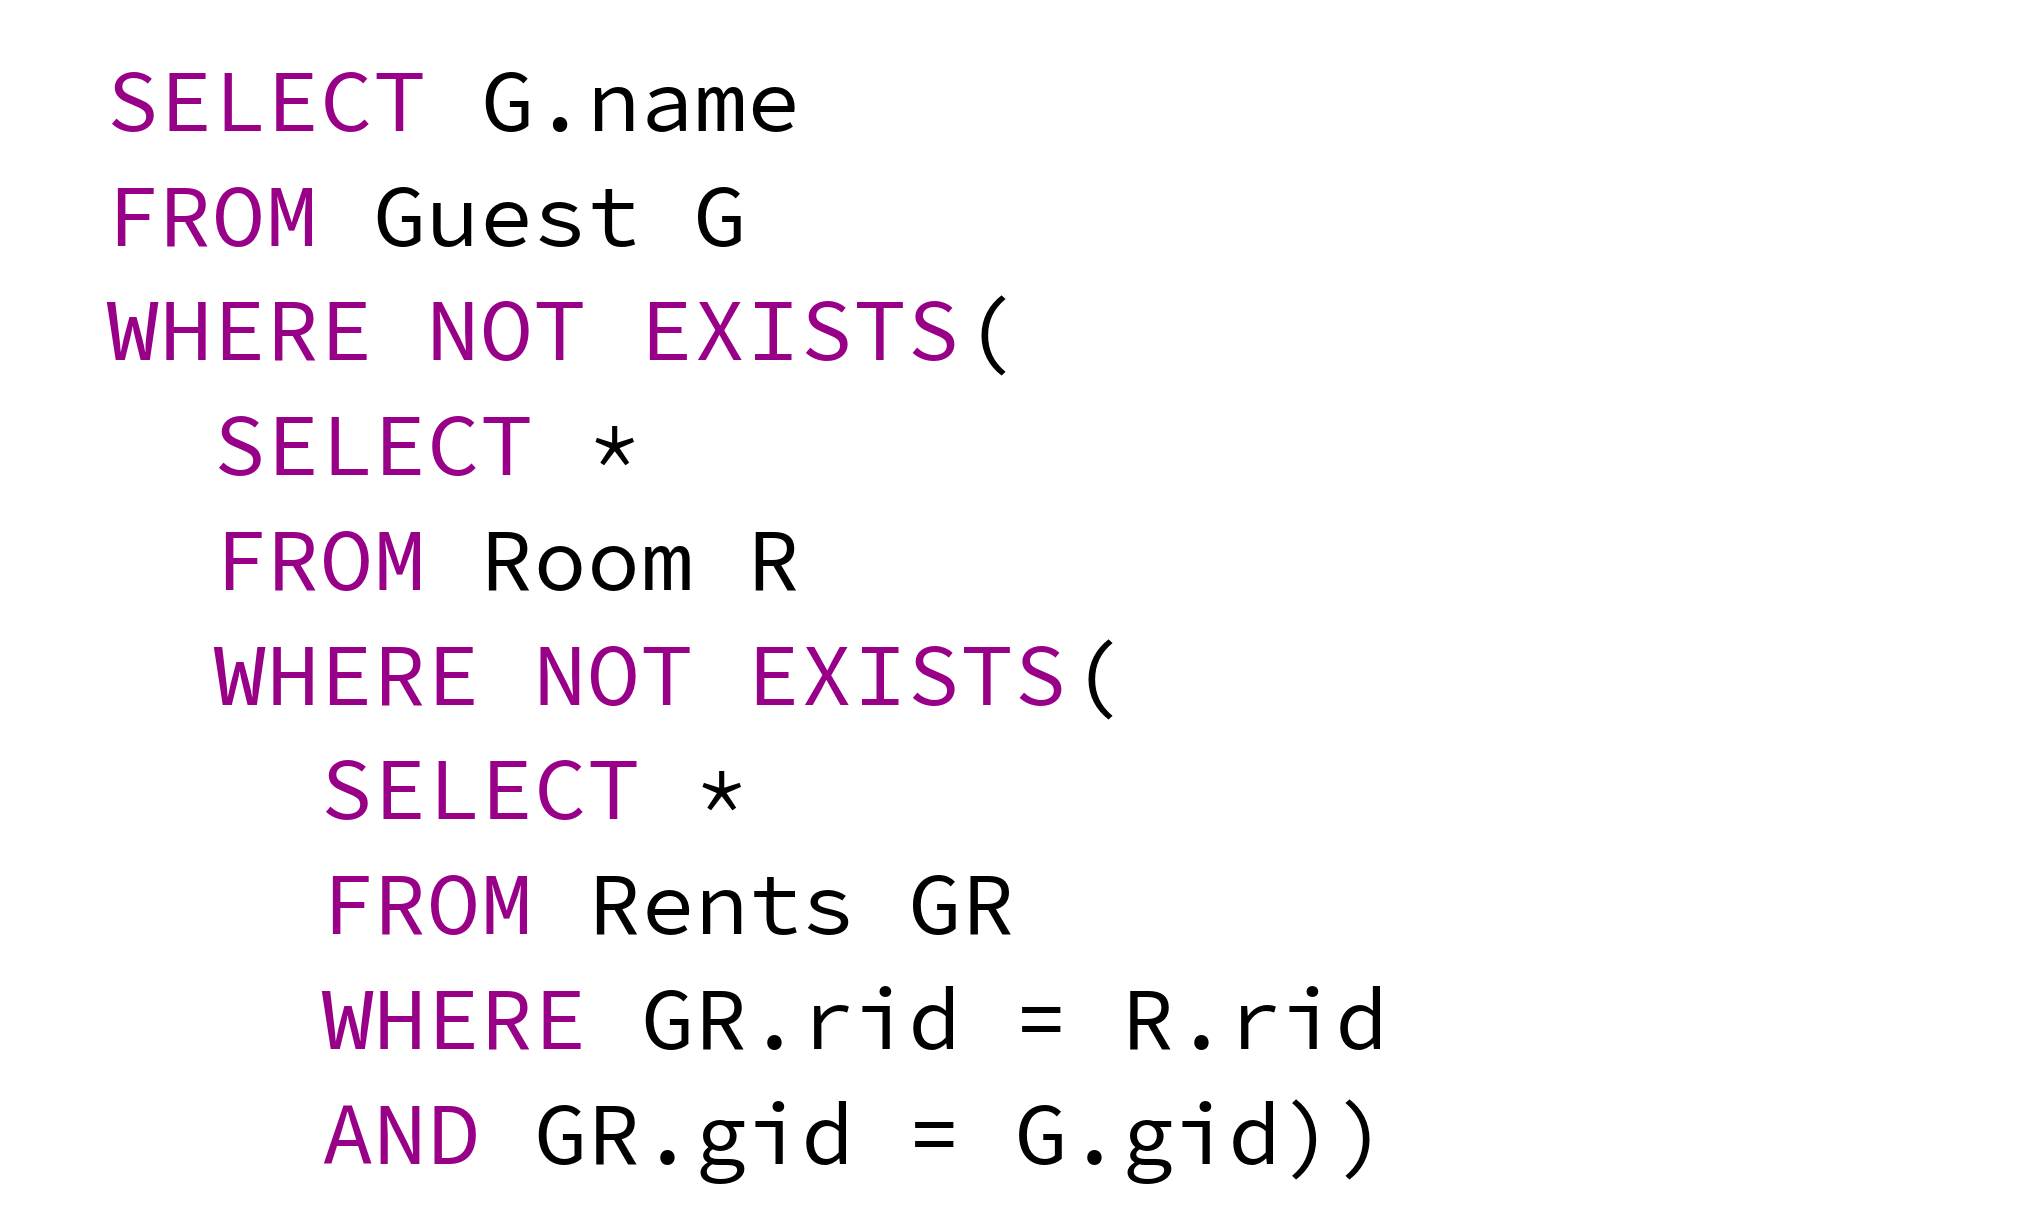 SELECT G.name
FROM Guest G
WHERE NOT EXISTS(
SELECT *
FROM Room R
WHERE NOT EXISTS(
SELECT *
FROM Rents GR
WHERE GR.rid = R.rid
AND GR.gid = G.gid))